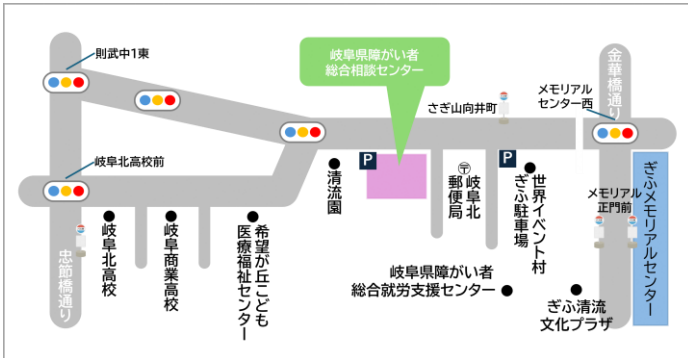 則武中1東
岐阜県障がい者
総合相談センター
金華橋通り
メモリアル
センター西
さぎ山向井町
岐阜北高校前
P
P
清流園
〒
岐阜北
郵便局
世界イベント村
ぎふ駐車場
メモリアル
正門前
ぎふメモリアルセンター
忠節橋通り
岐阜北高校
岐阜商業高校
希望が丘こども
医療福祉センター
岐阜県障がい者
総合就労支援センター
ぎふ清流
文化プラザ